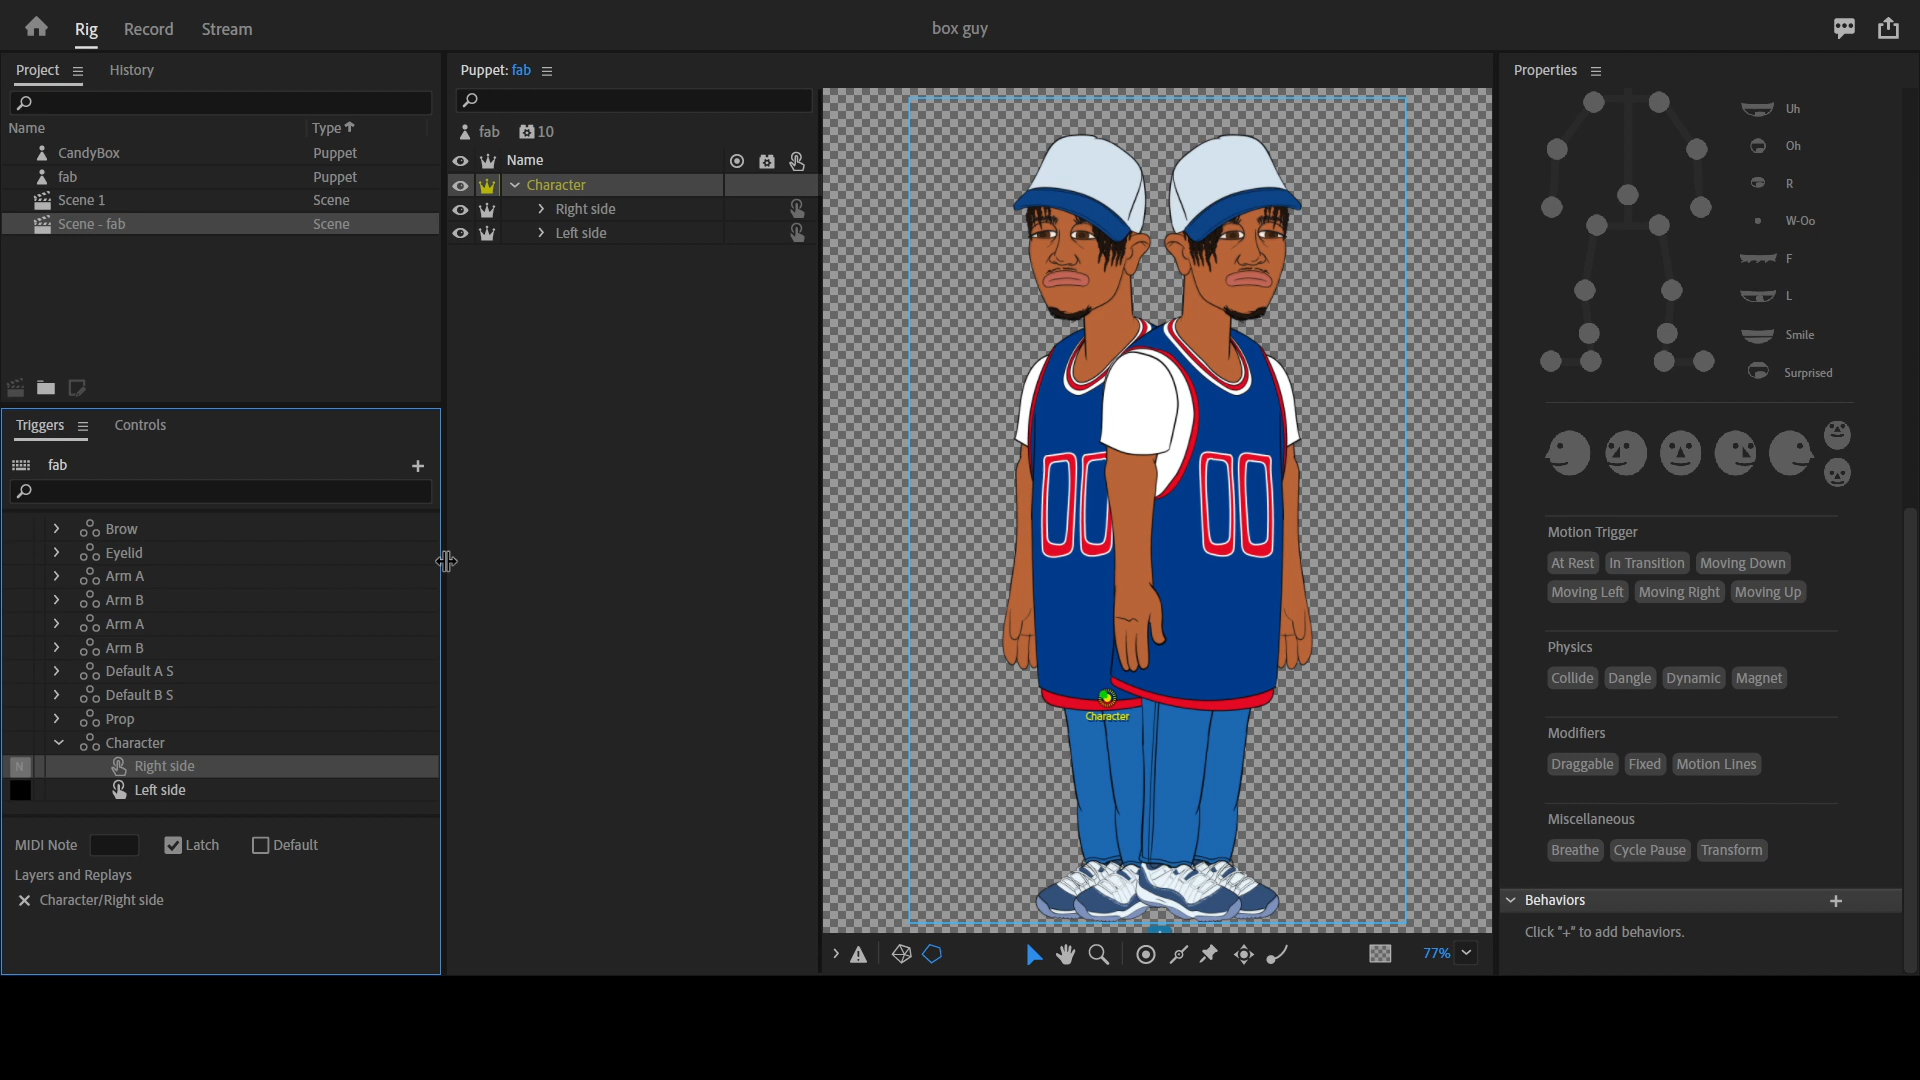 Rig Record Stream box guy
Project History
Name Type
CandyBox Puppet
fab Puppet
Scene 1 Scene
Scene - fab Scene
Triggers Controls
fab
Brow
Eyelid
Arm A
Arm B
Arm A
Arm B
Default A S
Default B S
Prop
Character
N Right side
Left side
MIDI Note Latch Default
Layers and Replays
Character/Right side
Puppet: fab
fab 10
Name
Character
Right side
Left side
00 00
Character
77%
Properties
Uh
Oh
R
W-Oo
F
L
Smile
Surprised
Motion Trigger
At Rest In Transition Moving Down
Moving Left Moving Right Moving Up
Physics
Collide Dangle Dynamic Magnet
Modifiers
Draggable Fixed Motion Lines
Miscellaneous
Breathe Cycle Pause Transform
Behaviors
Click "+" to add behaviors.